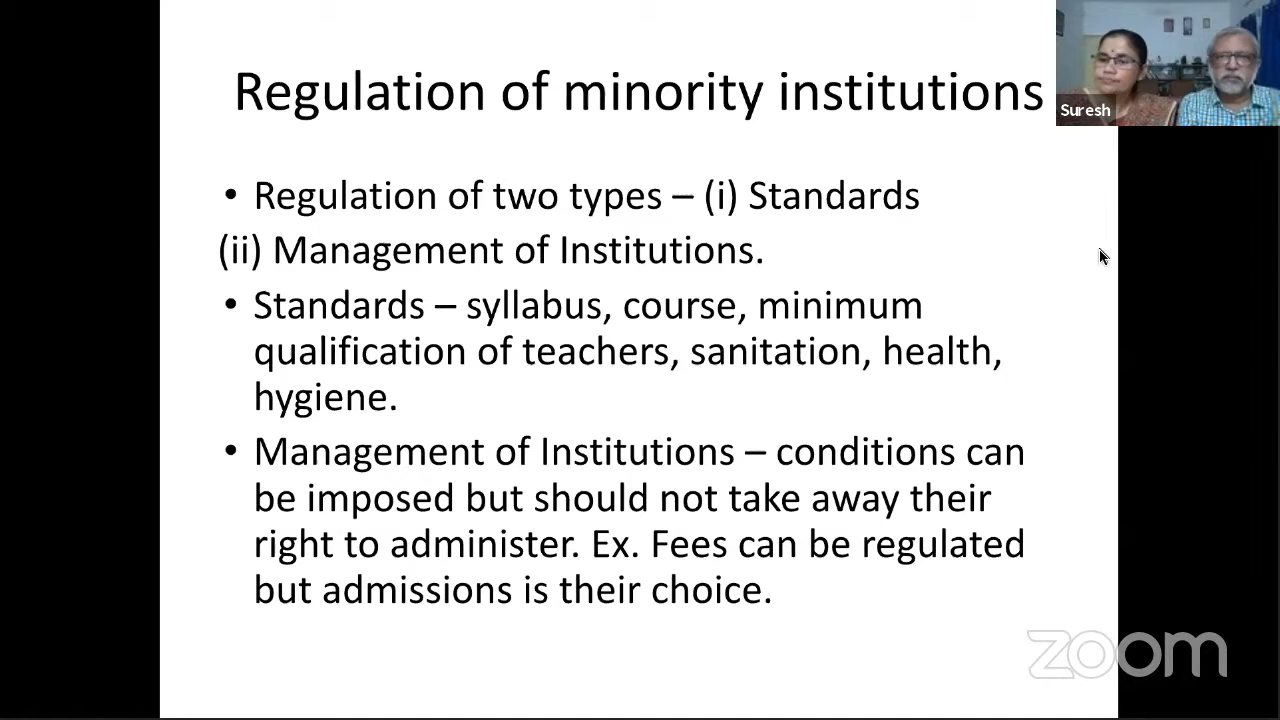 Regulation of minority institutions
Suresh
• Regulation of two types – (i) Standards
(ii) Management of Institutions.
• Standards – syllabus, course, minimum
qualification of teachers, sanitation, health,
hygiene.
• Management of Institutions – conditions can
be imposed but should not take away their
right to administer. Ex. Fees can be regulated
but admissions is their choice.
zoom